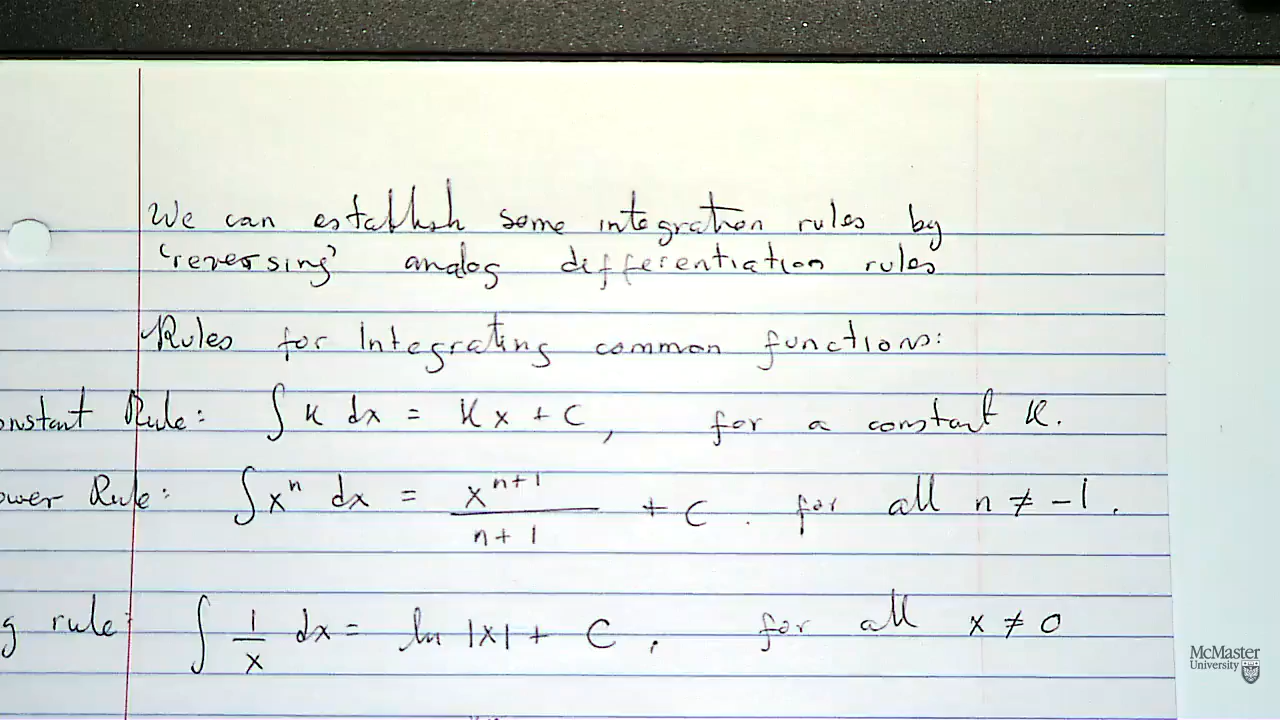 We can establish some integration rules by
'reversing' analog differentiation rules
Rules for Integrating common functions:
onstant Rule: ∫ K dx = Kx + C, for a constant K.
ower Rule: ∫ xⁿ dx = xⁿ⁺¹/(n+1) + C. for all n ≠ -1.
g rule: ∫ 1/x dx = ln |x| + C, for all x ≠ 0
McMaster
University